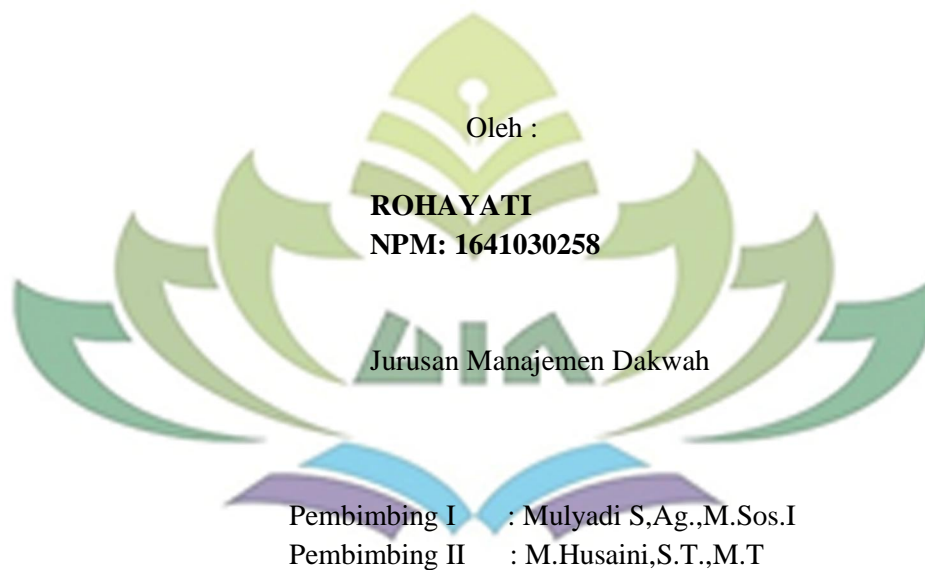 Oleh :
ROHAYATI
NPM: 1641030258
Jurusan Manajemen Dakwah
Pembimbing I : Mulyadi S,Ag.,M.Sos.I
Pembimbing II : M.Husaini,S.T.,M.T